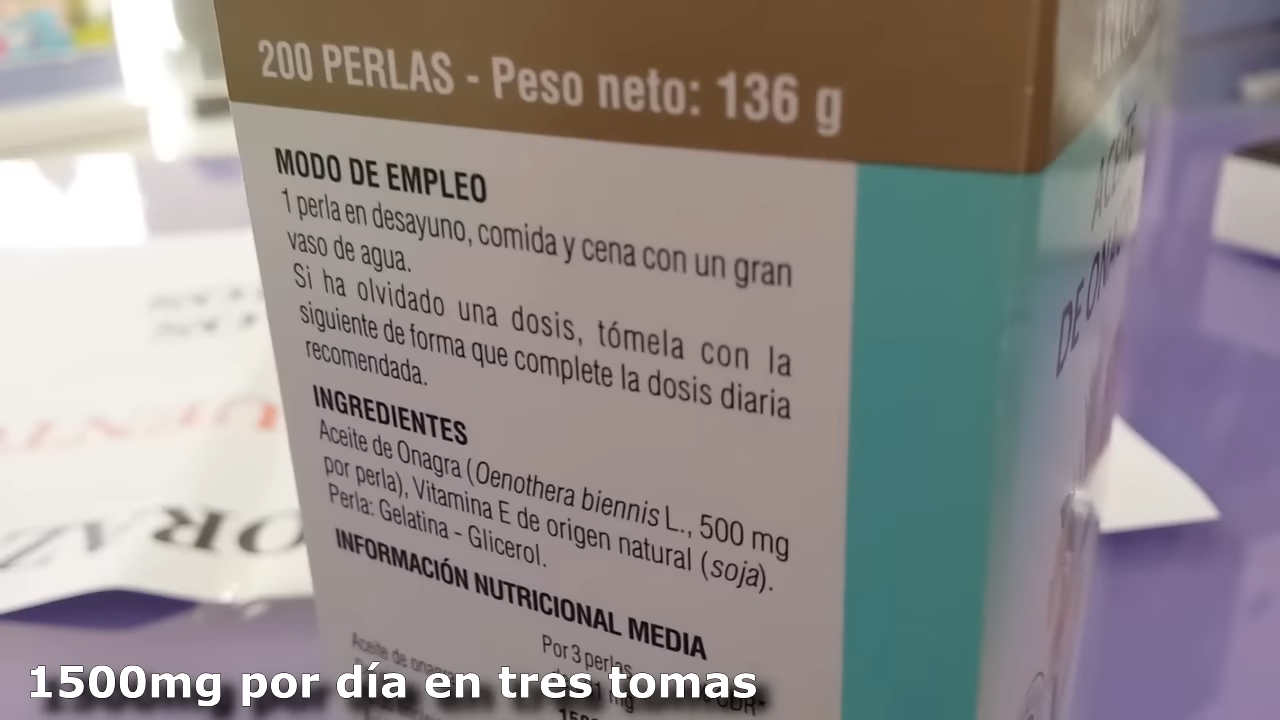 200 PERLAS - Peso neto: 136 g
MODO DE EMPLEO
1 perla en desayuno, comida y cena con un gran
vaso de agua.
Si ha olvidado una dosis, tómela con la
siguiente de forma que complete la dosis diaria
recomendada.
INGREDIENTES
Aceite de Onagra (Oenothera biennis L., 500 mg
por perla), Vitamina E de origen natural (soja).
Perla: Gelatina - Glicerol.
INFORMACIÓN NUTRICIONAL MEDIA
Por 3 perlas
Aceite de
1500mg por día en tres tomas
ACEITE
DE